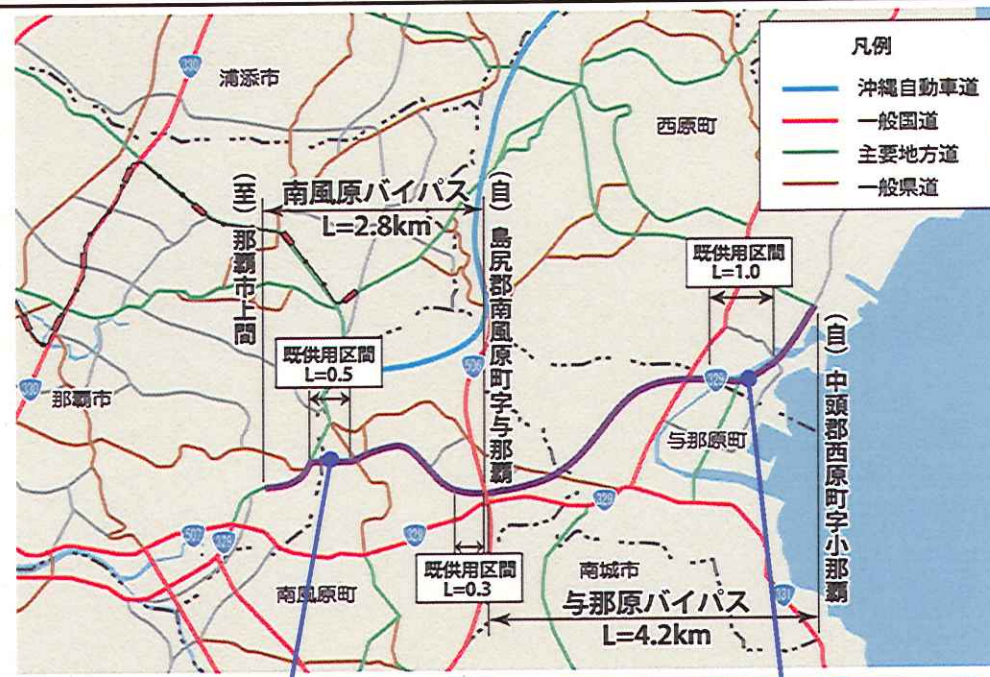 凡例
沖縄自動車道
一般国道
主要地方道
一般県道
330
浦添市
西原町
(至)那覇市上間
南風原バイパス
L=2.8km
(自)島尻郡南風原町字与那覇
既供用区間
L=1.0
既供用区間
L=0.5
506
329
330
那覇市
与那原町
(自)中頭郡西原町字小那覇
329
507
329
329
既供用区間
L=0.3
南風原町
南城市
331
与那原バイパス
L=4.2km